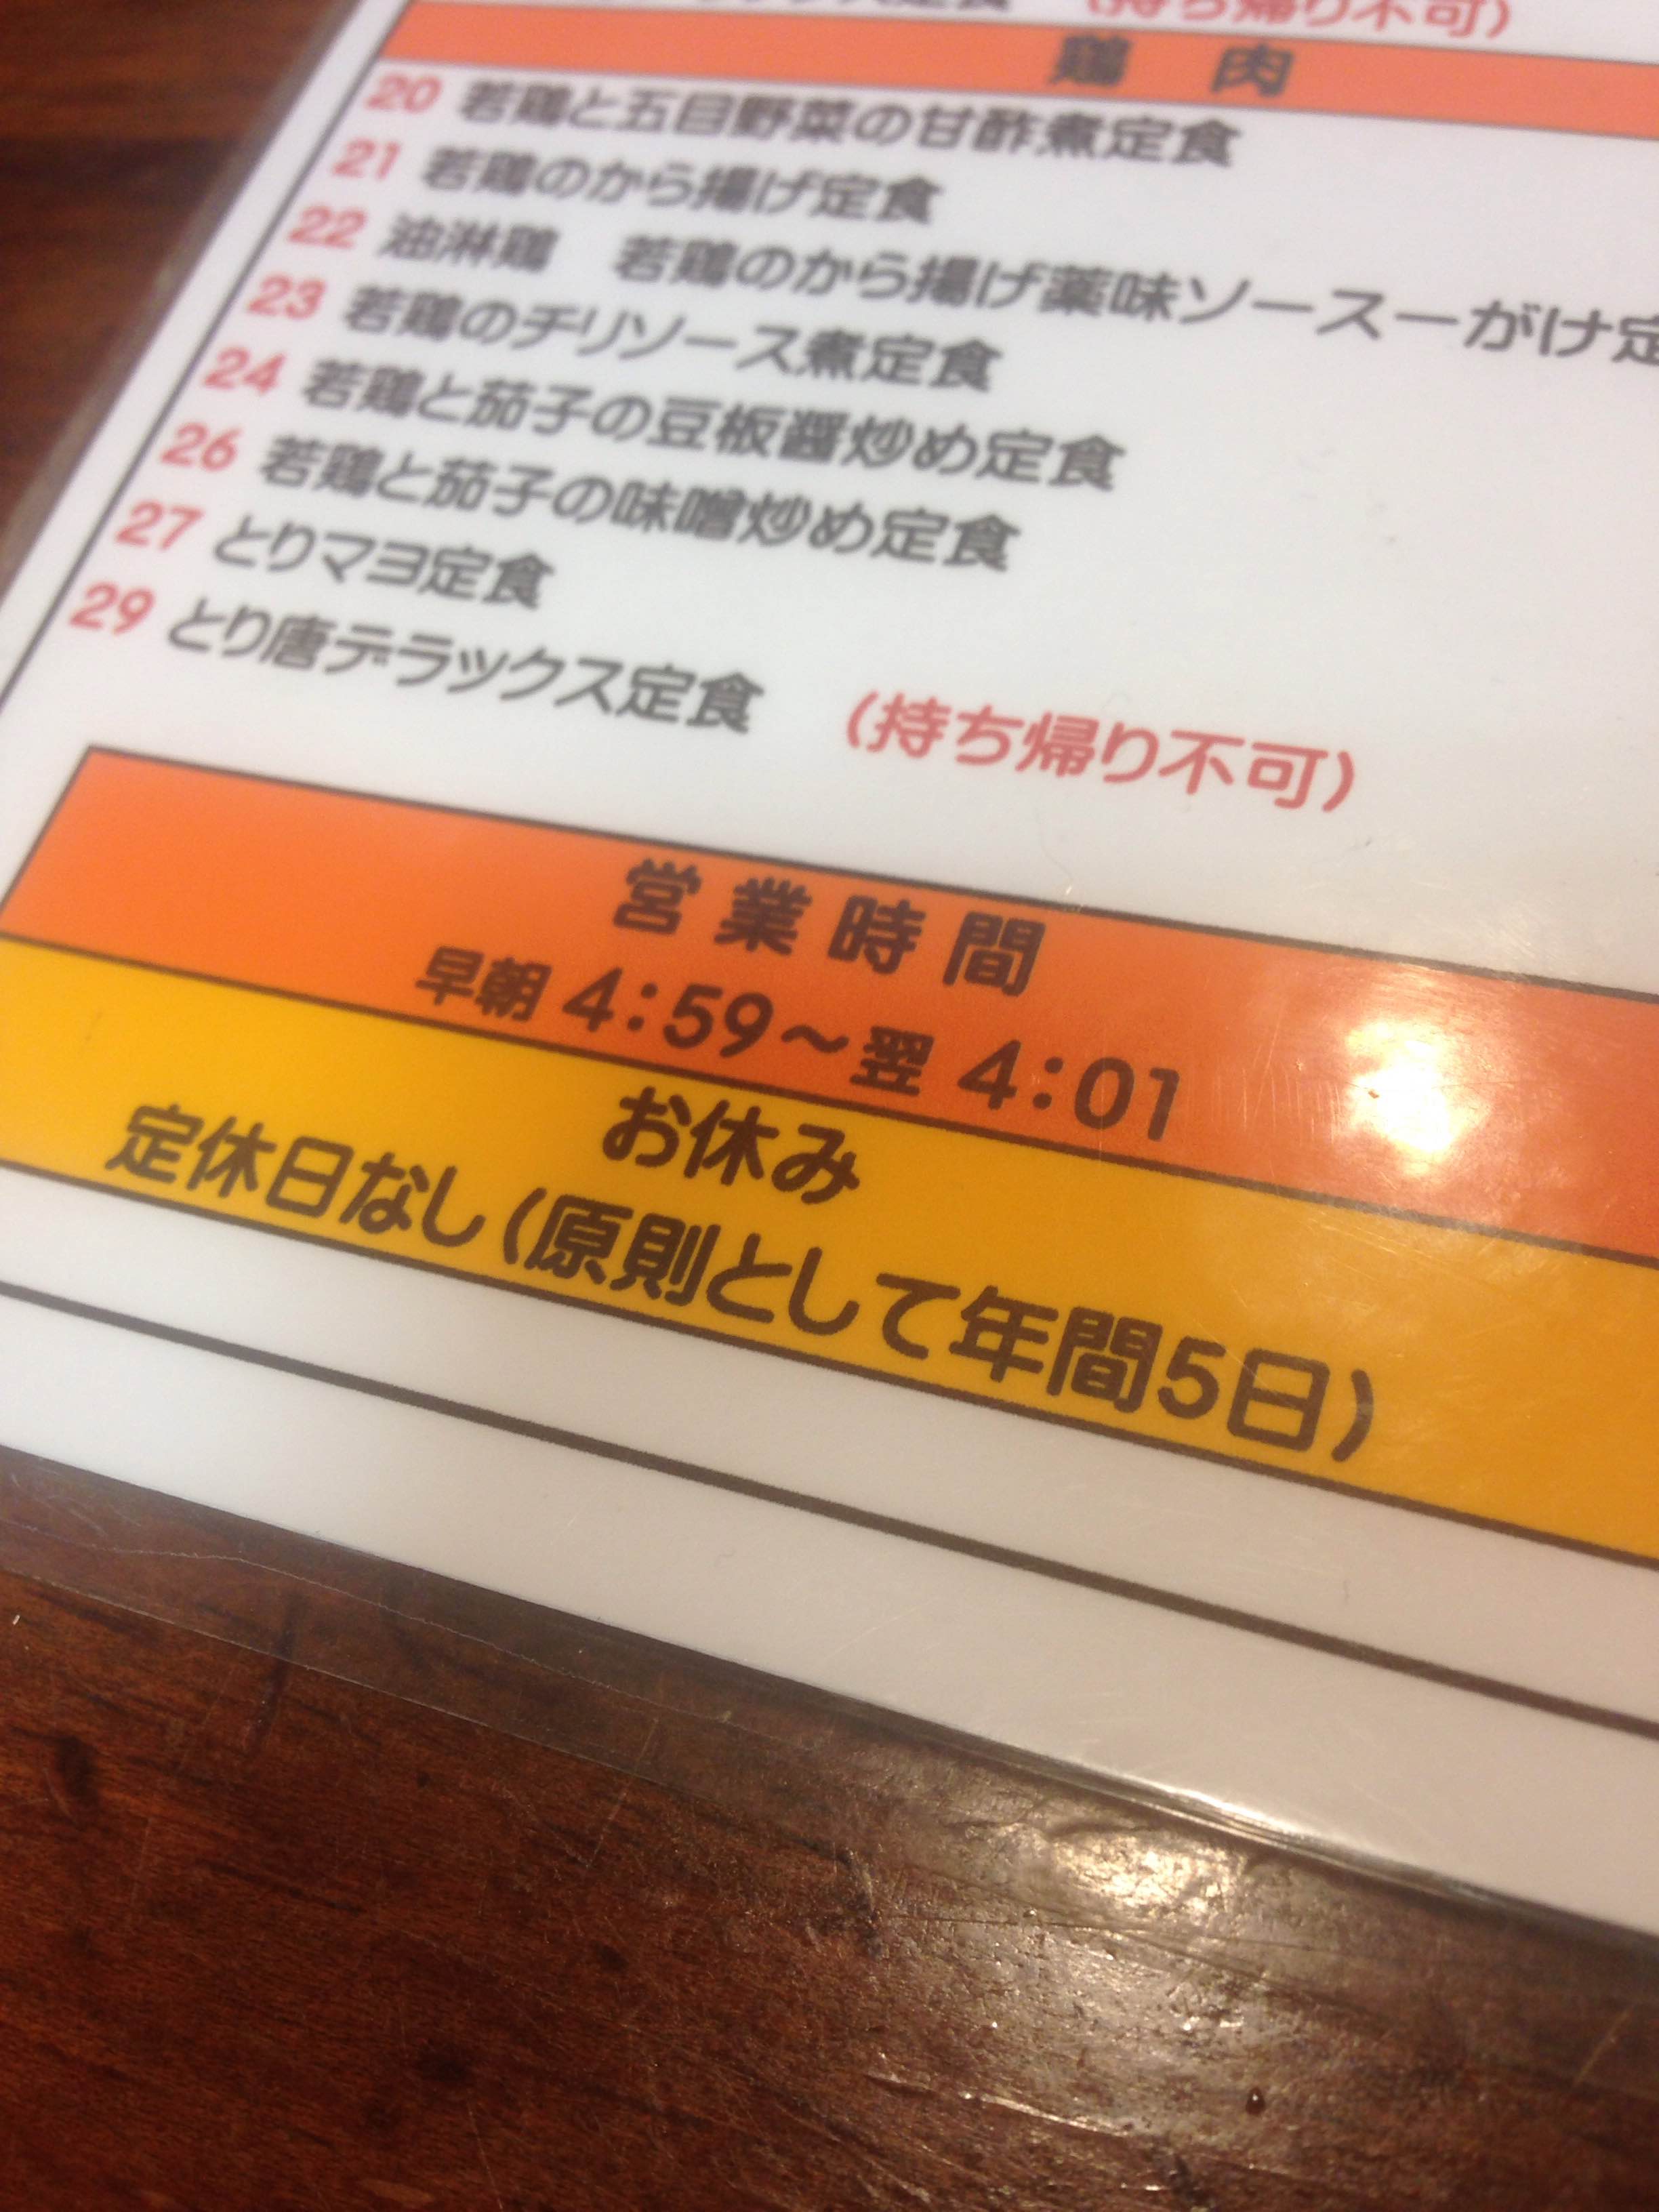 (持ち帰り不可)
鶏 肉
20 若鶏と五目野菜の甘酢煮定食
21 若鶏のから揚げ定食
22 油淋鶏 若鶏のから揚げ薬味ソースーがけ定
23 若鶏のチリソース煮定食
24 若鶏と茄子の豆板醤炒め定食
26 若鶏と茄子の味噌炒め定食
27 とりマヨ定食
29 とり唐デラックス定食 (持ち帰り不可)
営業時間
早朝 4:59～翌 4:01
お休み
定休日なし(原則として年間5日)